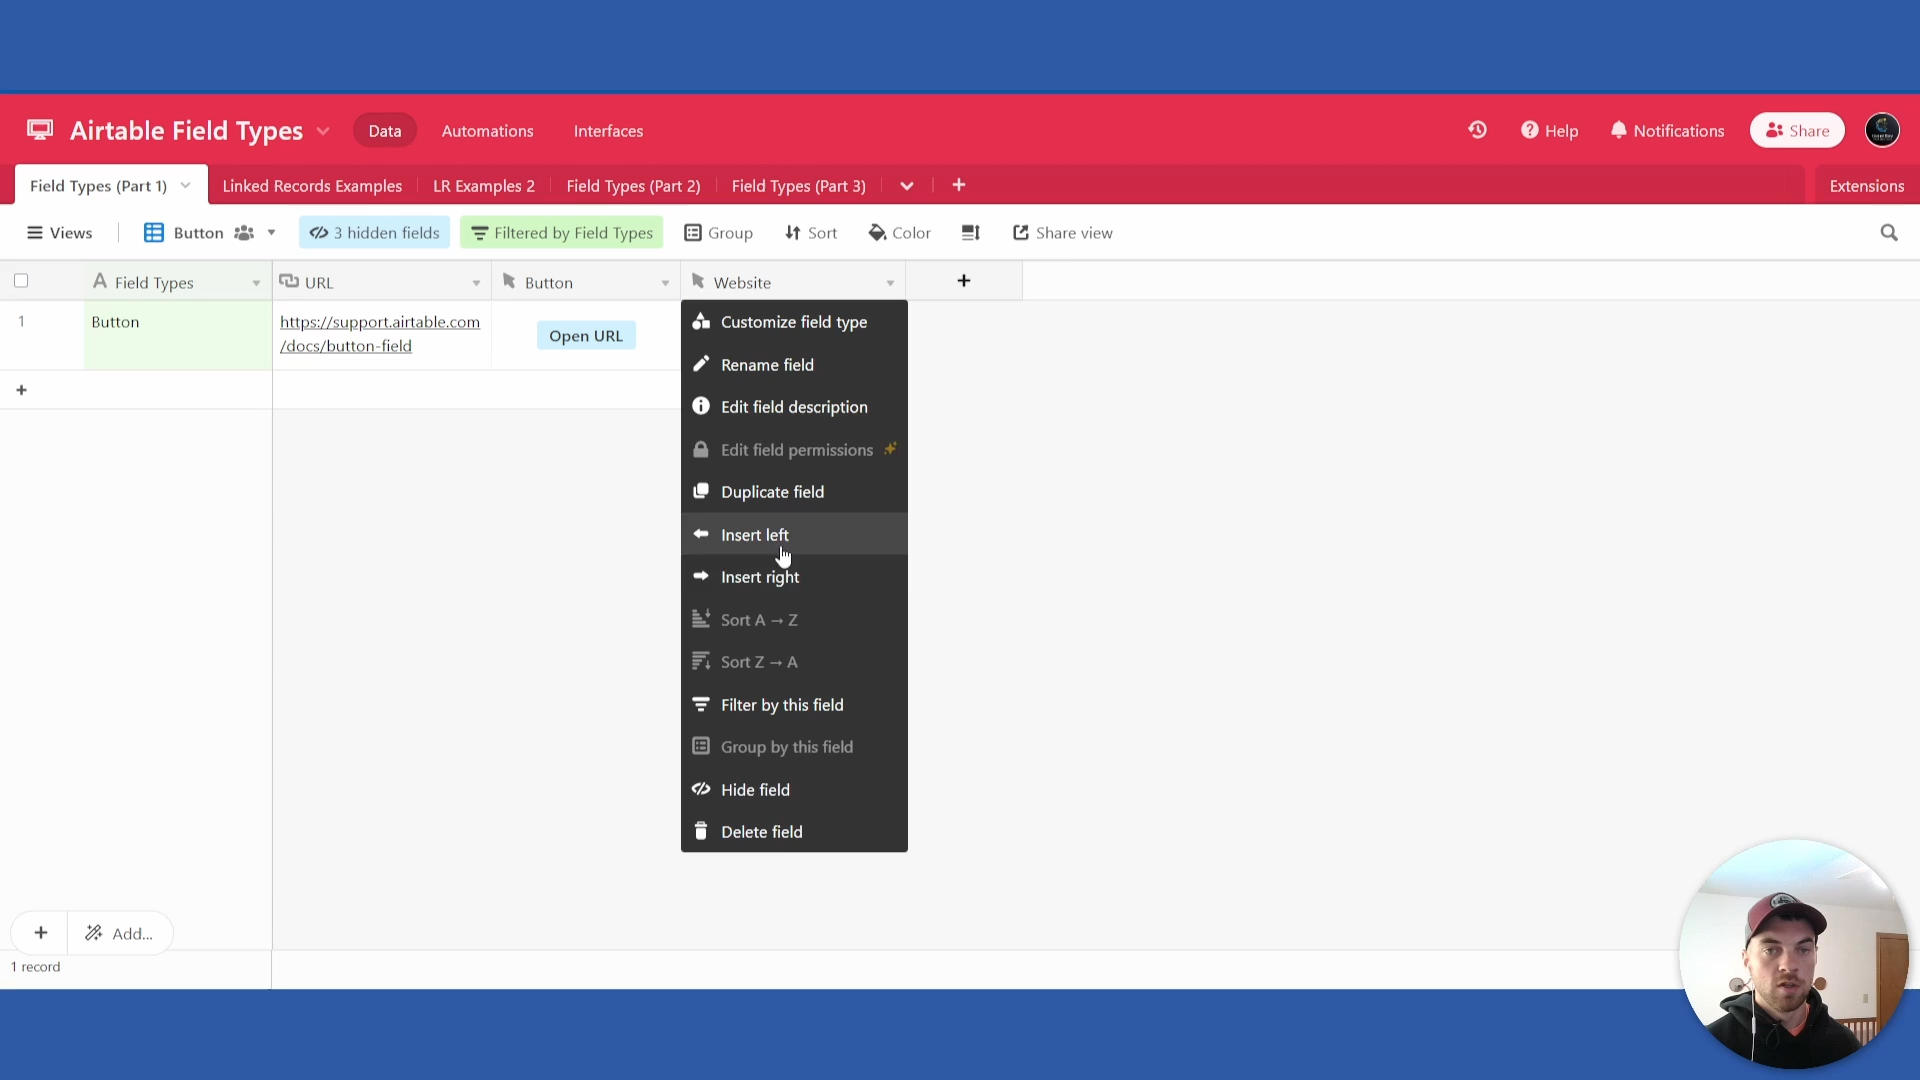 Airtable Field Types
Data
Automations
Interfaces
Help
Notifications
Share
Field Types (Part 1)
Linked Records Examples
LR Examples 2
Field Types (Part 2)
Field Types (Part 3)
Extensions
Views
Button
3 hidden fields
Filtered by Field Types
Group
Sort
Color
Share view
Field Types
URL
Button
Website
1
Button
https://support.airtable.com
/docs/button-field
Open URL
Customize field type
Rename field
Edit field description
Edit field permissions
Duplicate field
Insert left
Insert right
Sort A → Z
Sort Z → A
Filter by this field
Group by this field
Hide field
Delete field
Add...
1 record